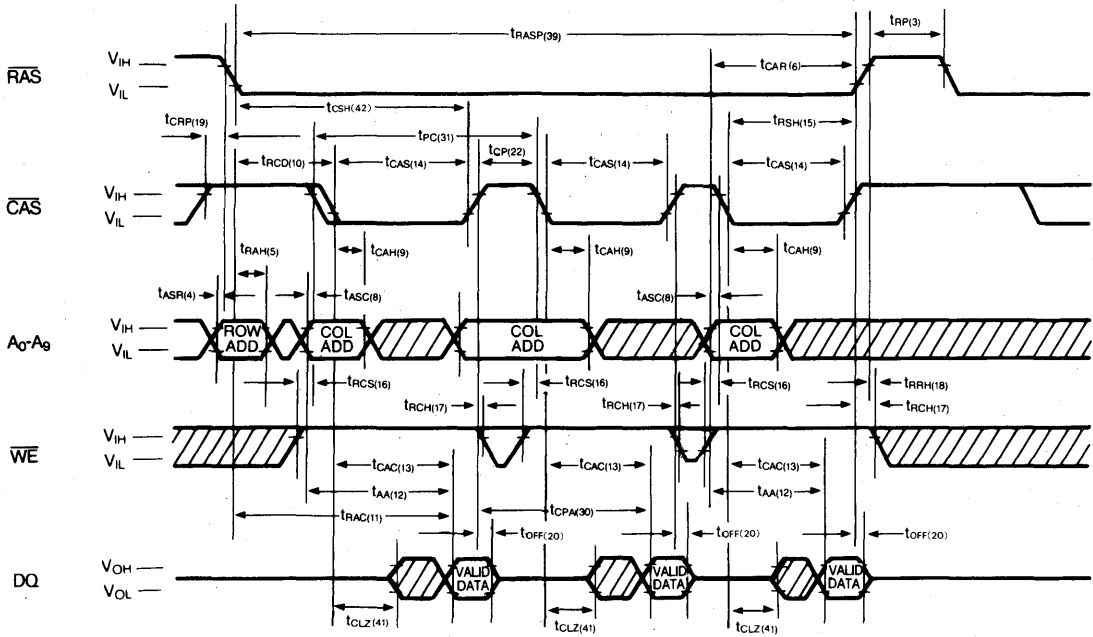 tRASP(39)
tRP(3)
RAS
VIH
VIL
tCAR(6)
tCSH(42)
tCRP(19)
tPC(31)
tRSH(15)
tRCD(10)
tCAS(14)
tCP(22)
tCAS(14)
tCAS(14)
CAS
VIH
VIL
tRAH(5)
tCAH(9)
tCAH(9)
tCAH(9)
tASR(4)
tASC(8)
tASC(8)
A0-A9
VIH
VIL
ROW ADD
COL ADD
COL ADD
COL ADD
tRCS(16)
tRCS(16)
tRCS(16)
tRRH(18)
tRCH(17)
tRCH(17)
tRCH(17)
WE
VIH
VIL
tCAC(13)
tCAC(13)
tCAC(13)
tAA(12)
tAA(12)
tRAC(11)
tCPA(30)
tOFF(20)
tOFF(20)
tOFF(20)
DQ
VOH
VOL
VALID DATA
VALID DATA
VALID DATA
tCLZ(41)
tCLZ(41)
tCLZ(41)